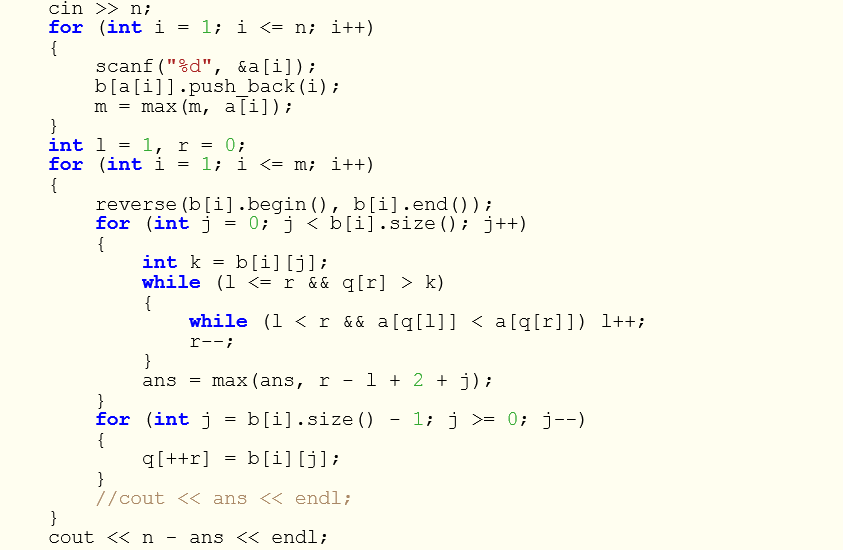 cin >> n;
for (int i = 1; i <= n; i++)
{
    scanf("%d", &a[i]);
    b[a[i]].push_back(i);
    m = max(m, a[i]);
}
int l = 1, r = 0;
for (int i = 1; i <= m; i++)
{
    reverse(b[i].begin(), b[i].end());
    for (int j = 0; j < b[i].size(); j++)
    {
        int k = b[i][j];
        while (l <= r && q[r] > k)
        {
            while (l < r && a[q[l]] < a[q[r]]) l++;
            r--;
        }
        ans = max(ans, r - l + 2 + j);
    }
    for (int j = b[i].size() - 1; j >= 0; j--)
    {
        q[++r] = b[i][j];
    }
    //cout << ans << endl;
}
cout << n - ans << endl;